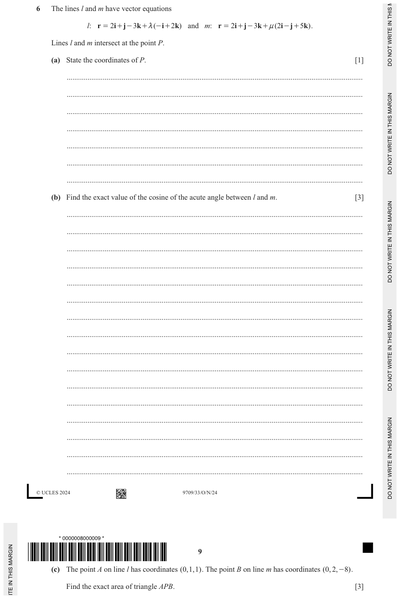 6 The lines l and m have vector equations
l: r = 2i + j − 3k + λ(−i + 2k) and m: r = 2i + j − 3k + μ(2i − j + 5k).
Lines l and m intersect at the point P.
(a) State the coordinates of P. [1]
(b) Find the exact value of the cosine of the acute angle between l and m. [3]
© UCLES 2024 9709/33/O/N/24
DO NOT WRITE IN THIS M
DO NOT WRITE IN THIS MARGIN
DO NOT WRITE IN THIS MARGIN
DO NOT WRITE IN THIS MARGIN
DO NOT WRITE IN THIS MARGIN
* 0000008000009 *
9
(c) The point A on line l has coordinates (0, 1, 1). The point B on line m has coordinates (0, 2, −8).
Find the exact area of triangle APB. [3]
ITE IN THIS MARGIN